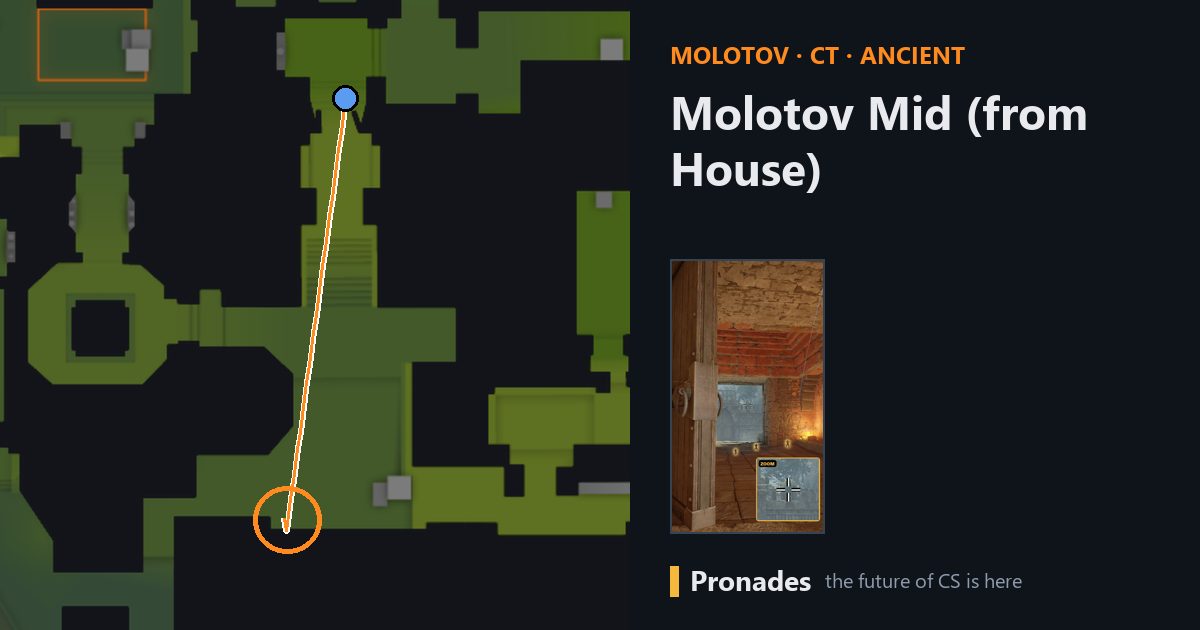 MOLOTOV · CT · ANCIENT
Molotov Mid (from
House)
ZOOM
Pronades the future of CS is here